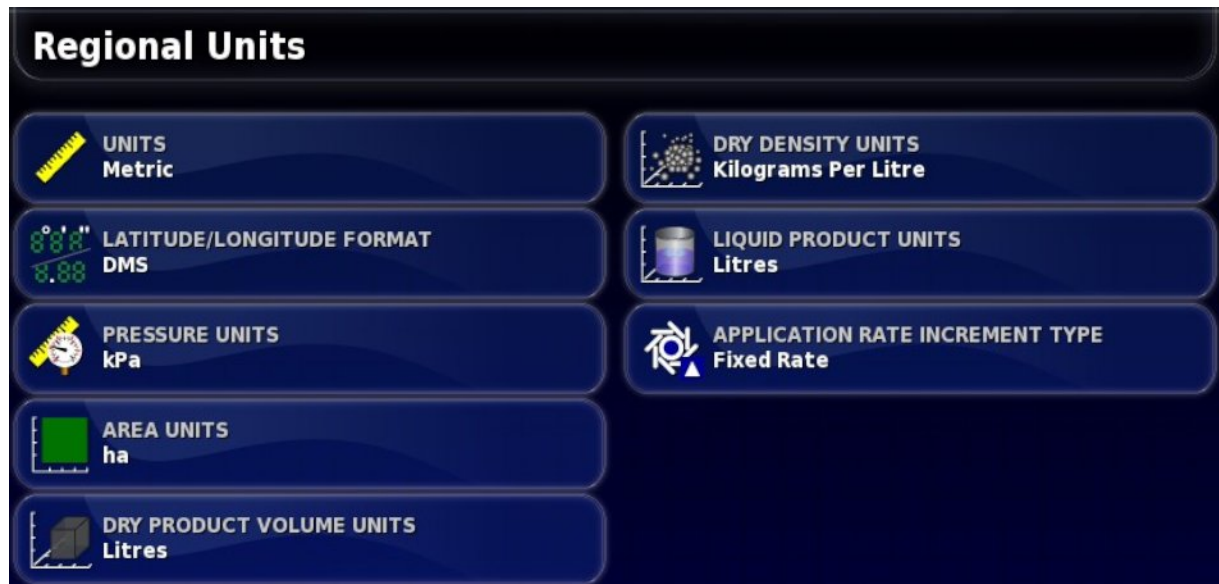 Regional Units
UNITS
Metric
LATITUDE/LONGITUDE FORMAT
DMS
PRESSURE UNITS
kPa
AREA UNITS
ha
DRY PRODUCT VOLUME UNITS
Litres
DRY DENSITY UNITS
Kilograms Per Litre
LIQUID PRODUCT UNITS
Litres
APPLICATION RATE INCREMENT TYPE
Fixed Rate